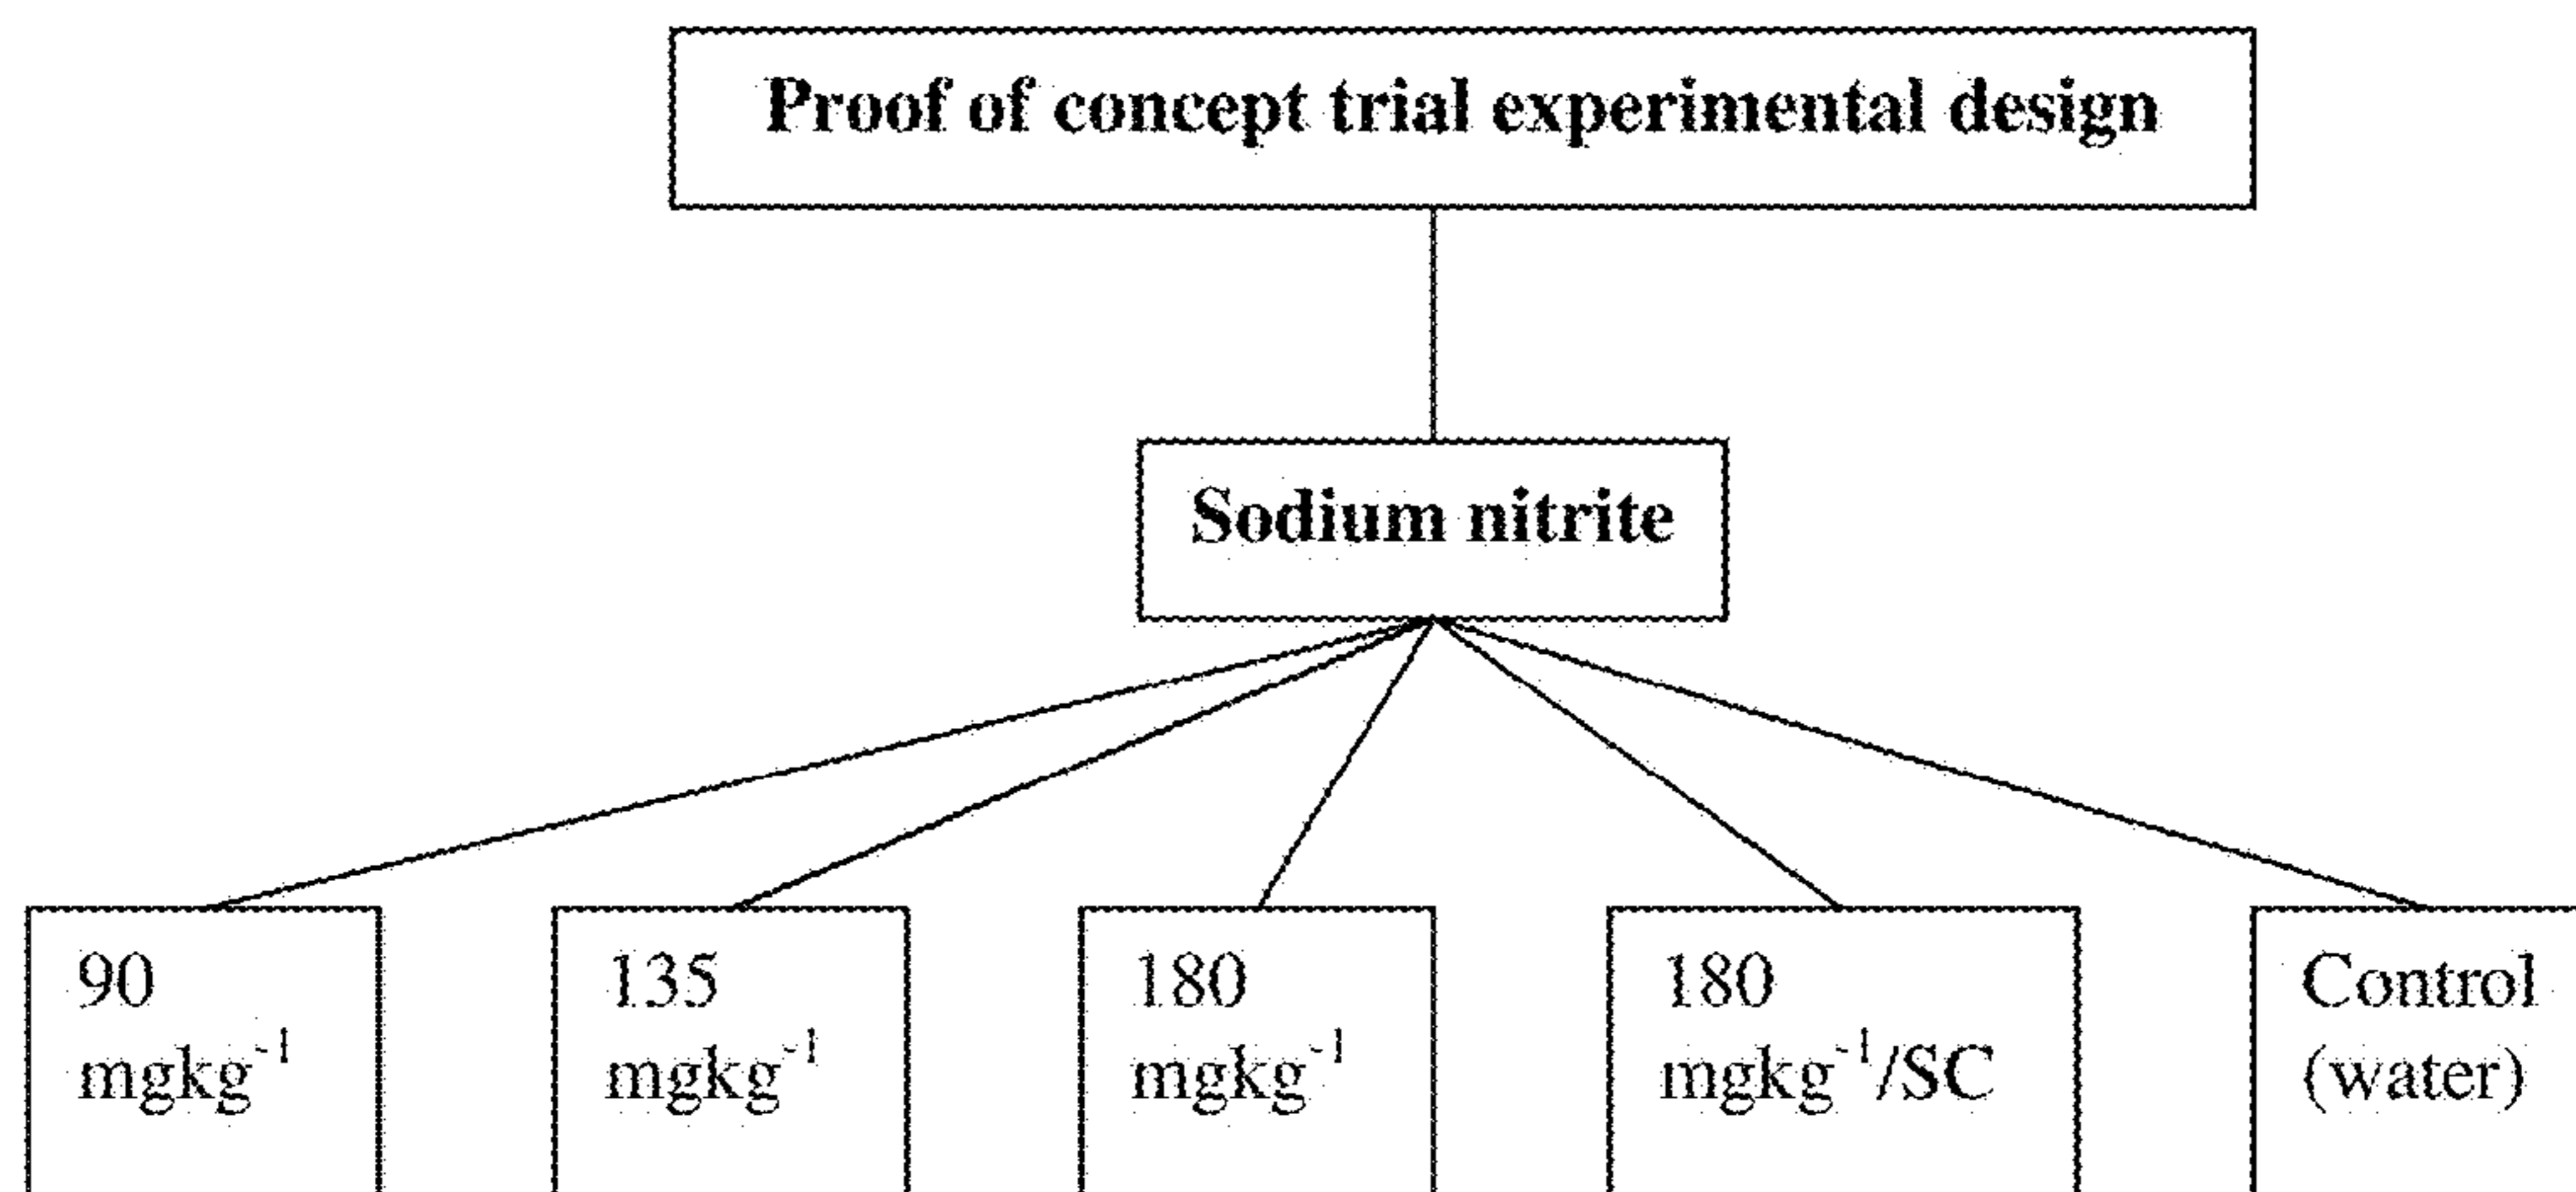 Proof of concept trial experimental design
Sodium nitrite
90
mgkg⁻¹
135
mgkg⁻¹
180
mgkg⁻¹
180
mgkg⁻¹/SC
Control
(water)